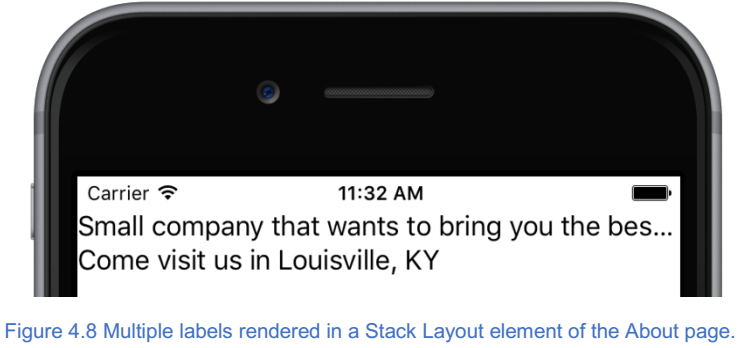 Carrier 11:32 AM
Small company that wants to bring you the bes...
Come visit us in Louisville, KY
Figure 4.8 Multiple labels rendered in a Stack Layout element of the About page.